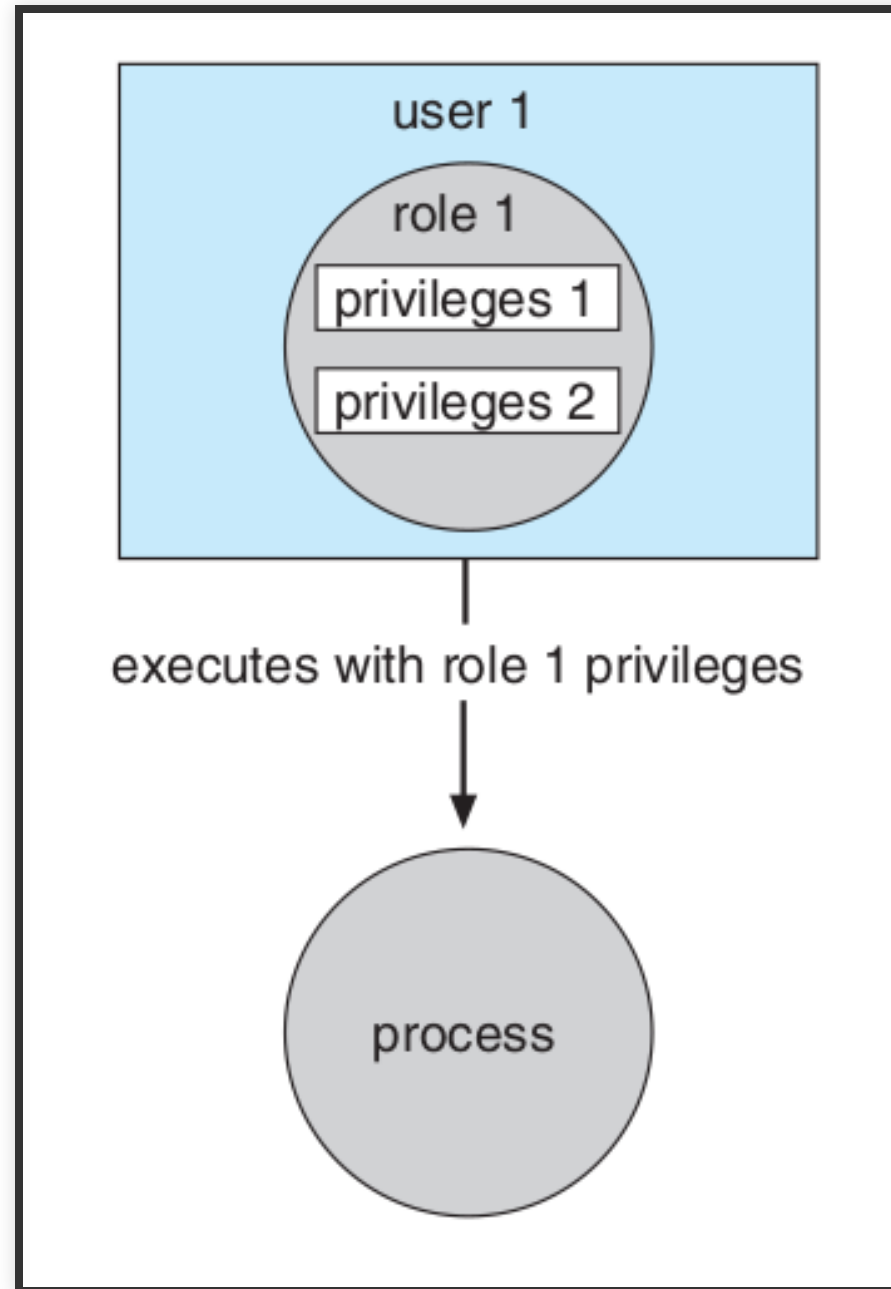 user 1
role 1
privileges 1
privileges 2
executes with role 1 privileges
process